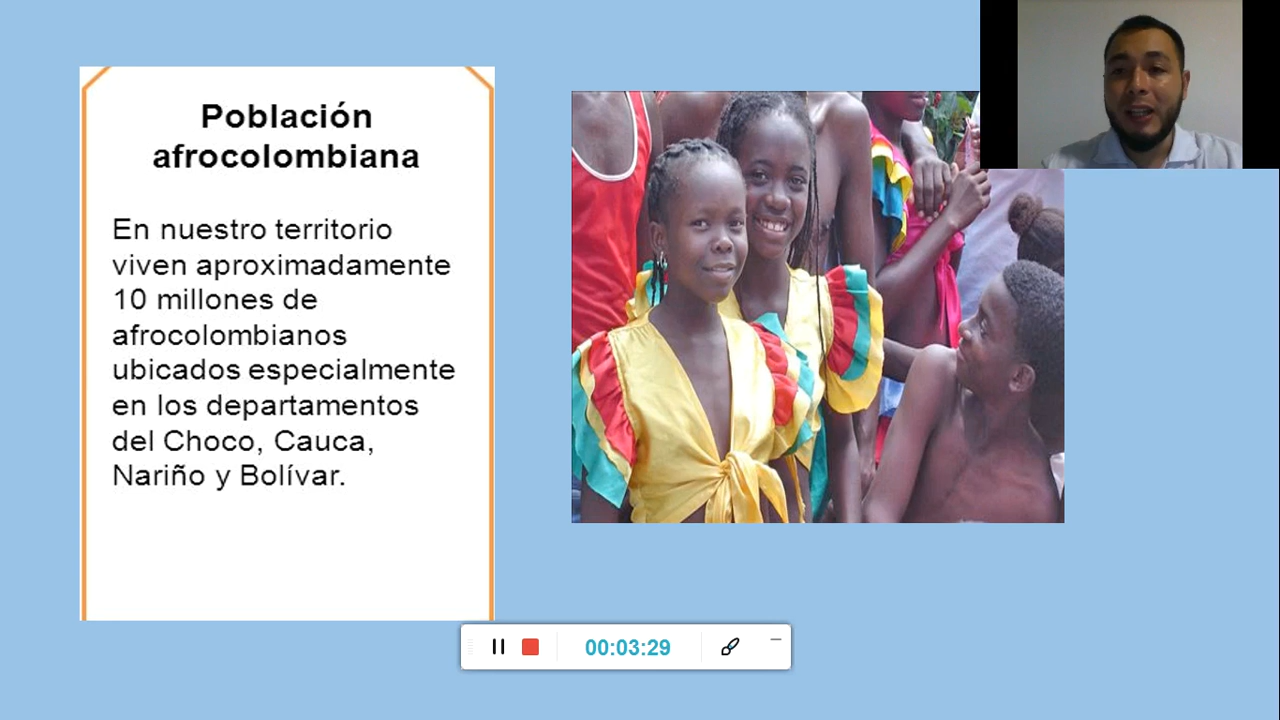 Población
afrocolombiana
En nuestro territorio
viven aproximadamente
10 millones de
afrocolombianos
ubicados especialmente
en los departamentos
del Choco, Cauca,
Nariño y Bolívar.
00:03:29